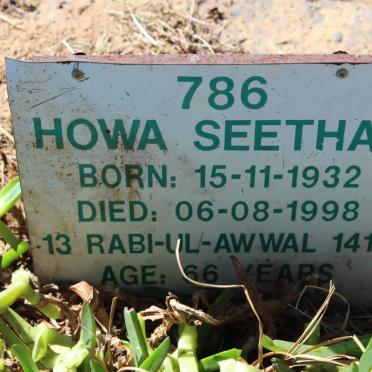 786
HOWA SEETHA
BORN: 15-11-1932
DIED: 06-08-1998
13 RABI-UL-AWWAL 141
AGE: 66 YEARS